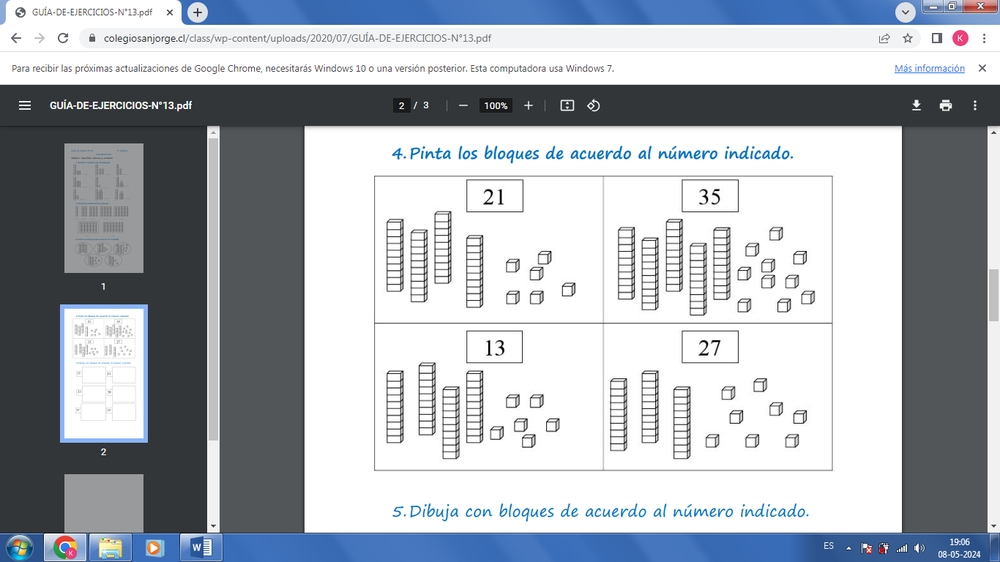 GUÍA-DE-EJERCICIOS-N°13.pdf
colegiosanjorge.cl/class/wp-content/uploads/2020/07/GUÍA-DE-EJERCICIOS-N°13.pdf
K
Para recibir las próximas actualizaciones de Google Chrome, necesitarás Windows 10 o una versión posterior. Esta computadora usa Windows 7.
Más información
GUÍA-DE-EJERCICIOS-N°13.pdf
2 / 3
100%
1
2
4. Pinta los bloques de acuerdo al número indicado.
21
35
13
27
5. Dibuja con bloques de acuerdo al número indicado.
K
W
ES
19:06
08-05-2024